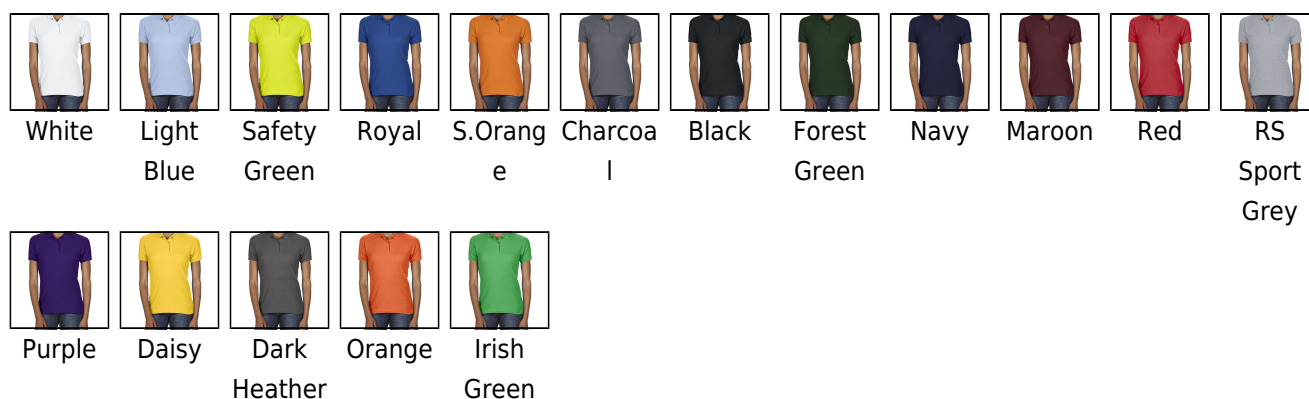 White
Light
Blue
Safety
Green
Royal
S.Orang
e
Charcoa
l
Black
Forest
Green
Navy
Maroon
Red
RS
Sport
Grey
Purple
Daisy
Dark
Heather
Orange
Irish
Green